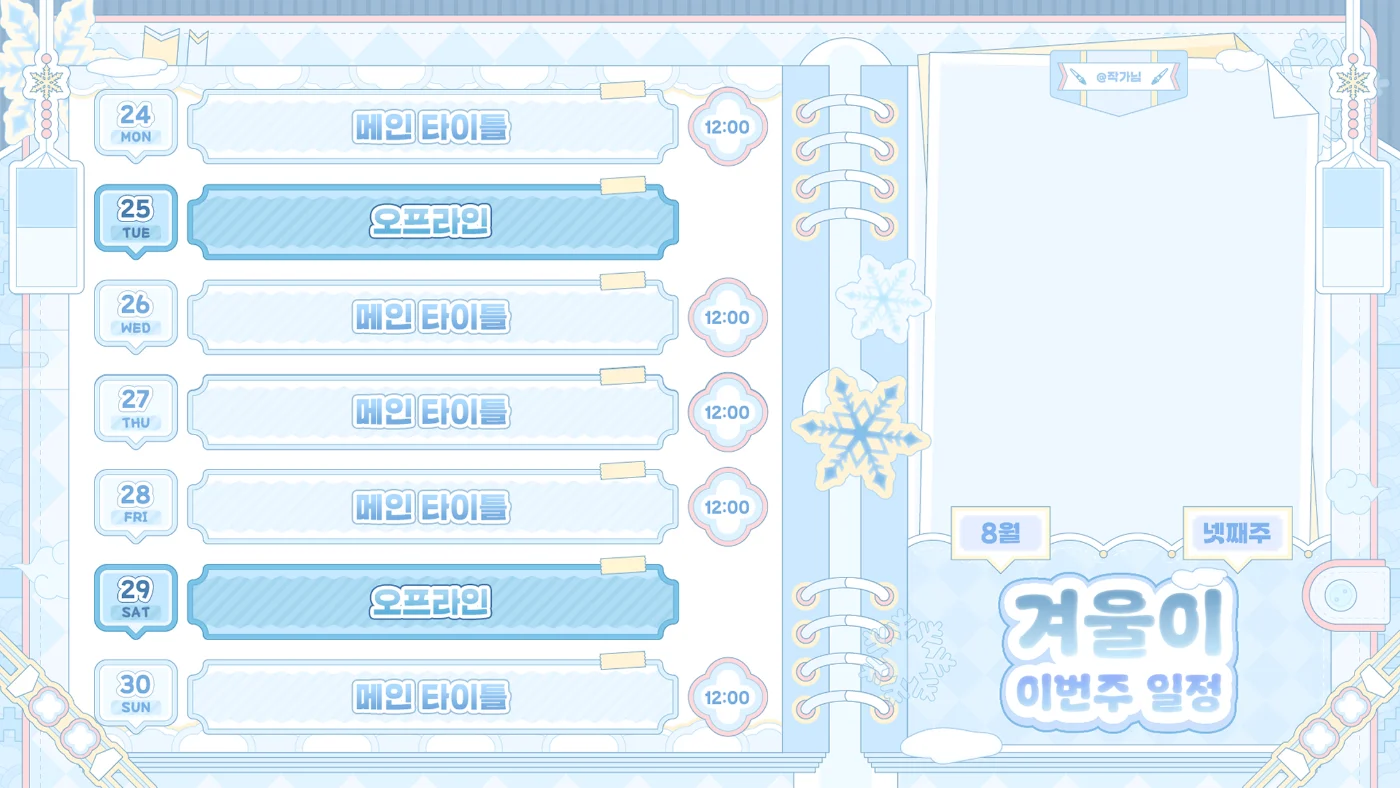 24
MON
메인 타이틀
12:00
25
TUE
오프라인
26
WED
메인 타이틀
12:00
27
THU
메인 타이틀
12:00
28
FRI
메인 타이틀
12:00
29
SAT
오프라인
30
SUN
메인 타이틀
12:00
@작가님
8월
넷째주
겨울이
이번주 일정